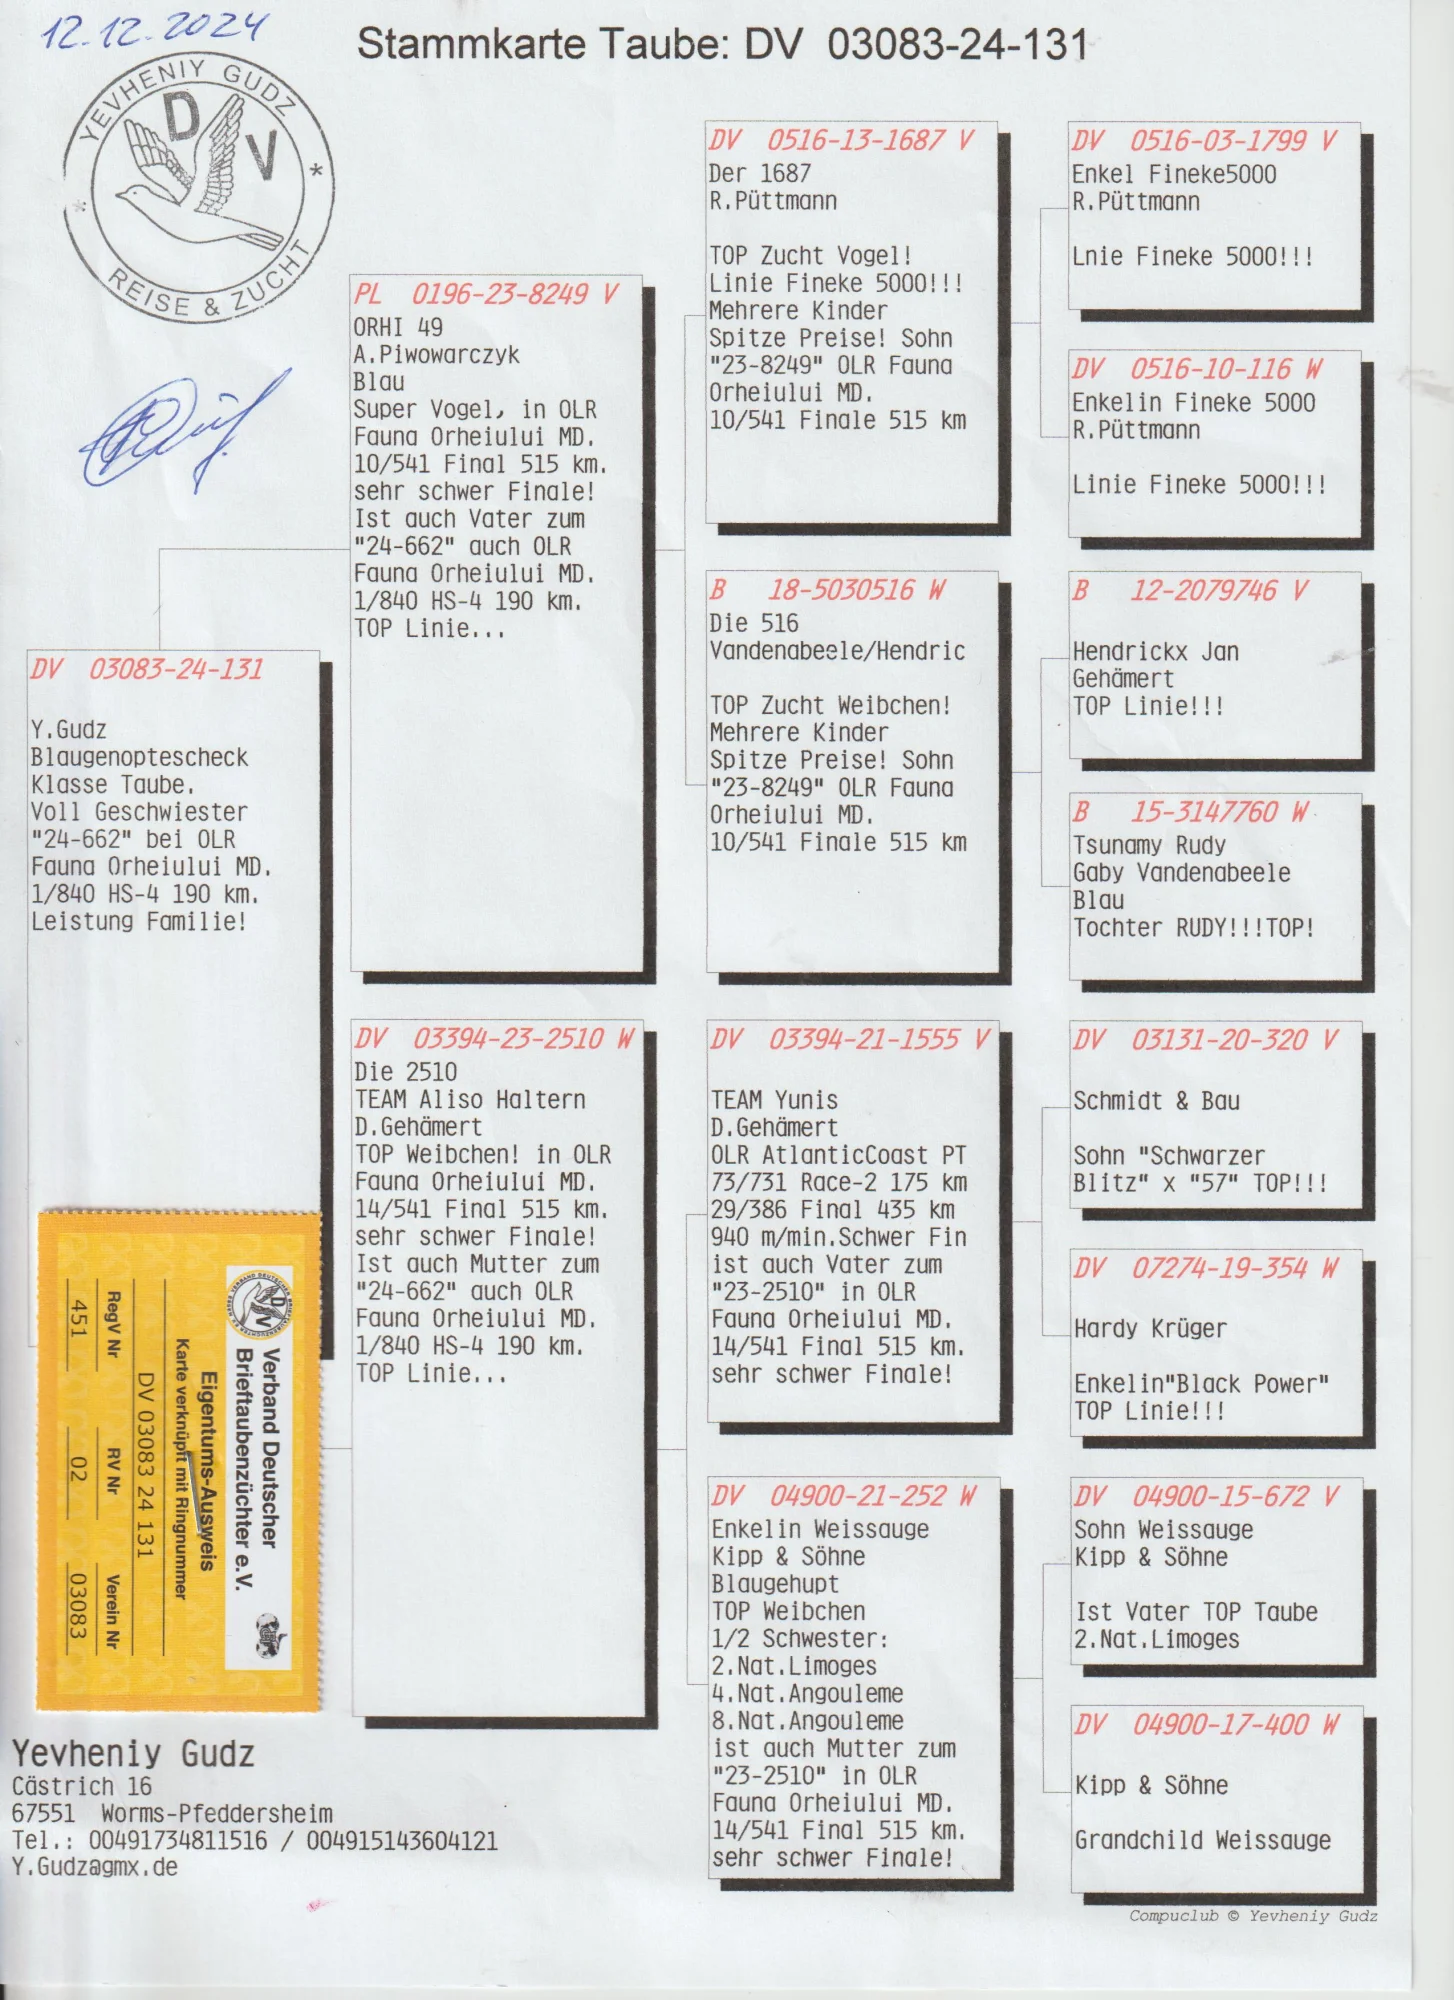 12.12.2024
Stammkarte Taube: DV 03083-24-131
YEVHENIY GUDZ
D V
* *
REISE & ZUCHT
DV 03083-24-131
Y.Gudz
Blaugenoptescheck
Klasse Taube.
Voll Geschwiester
"24-662" bei OLR
Fauna Orheiului MD.
1/840 HS-4 190 km.
Leistung Familie!
PL 0196-23-8249 V
ORHI 49
A.Piwowarczyk
Blau
Super Vogel, in OLR
Fauna Orheiului MD.
10/541 Final 515 km.
sehr schwer Finale!
Ist auch Vater zum
"24-662" auch OLR
Fauna Orheiului MD.
1/840 HS-4 190 km.
TOP Linie...
DV 03394-23-2510 W
Die 2510
TEAM Aliso Haltern
D.Gehämert
TOP Weibchen! in OLR
Fauna Orheiului MD.
14/541 Final 515 km.
sehr schwer Finale!
Ist auch Mutter zum
"24-662" auch OLR
Fauna Orheiului MD.
1/840 HS-4 190 km.
TOP Linie...
DV 0516-13-1687 V
Der 1687
R.Püttmann
TOP Zucht Vogel!
Linie Fineke 5000!!!
Mehrere Kinder
Spitze Preise! Sohn
"23-8249" OLR Fauna
Orheiului MD.
10/541 Finale 515 km
B 18-5030516 W
Die 516
Vandenabeele/Hendric
TOP Zucht Weibchen!
Mehrere Kinder
Spitze Preise! Sohn
"23-8249" OLR Fauna
Orheiului MD.
10/541 Finale 515 km
DV 03394-21-1555 V
TEAM Yunis
D.Gehämert
OLR AtlanticCoast PT
73/731 Race-2 175 km
29/386 Final 435 km
940 m/min.Schwer Fin
ist auch Vater zum
"23-2510" in OLR
Fauna Orheiului MD.
14/541 Final 515 km.
sehr schwer Finale!
DV 04900-21-252 W
Enkelin Weissauge
Kipp & Söhne
Blaugehupt
TOP Weibchen
1/2 Schwester:
2.Nat.Limoges
4.Nat.Angouleme
8.Nat.Angouleme
ist auch Mutter zum
"23-2510" in OLR
Fauna Orheiului MD.
14/541 Final 515 km.
sehr schwer Finale!
DV 0516-03-1799 V
Enkel Fineke5000
R.Püttmann
Lnie Fineke 5000!!!
DV 0516-10-116 W
Enkelin Fineke 5000
R.Püttmann
Linie Fineke 5000!!!
B 12-2079746 V
Hendrickx Jan
Gehämert
TOP Linie!!!
B 15-3147760 W
Tsunamy Rudy
Gaby Vandenabeele
Blau
Tochter RUDY!!!TOP!
DV 03131-20-320 V
Schmidt & Bau
Sohn "Schwarzer
Blitz" x "57" TOP!!!
DV 07274-19-354 W
Hardy Krüger
Enkelin"Black Power"
TOP Linie!!!
DV 04900-15-672 V
Sohn Weissauge
Kipp & Söhne
Ist Vater TOP Taube
2.Nat.Limoges
DV 04900-17-400 W
Kipp & Söhne
Grandchild Weissauge
Verband Deutscher
Brieftaubenzüchter e.V.
Eigentums-Ausweis
Karte verknüpft mit Ringnummer
DV 03083 24 131
RegV Nr RV Nr Verein Nr
451 02 03083
Yevheniy Gudz
Cästrich 16
67551 Worms-Pfeddersheim
Tel.: 00491734811516 / 004915143604121
Y.Gudz@gmx.de
Compuclub © Yevheniy Gudz